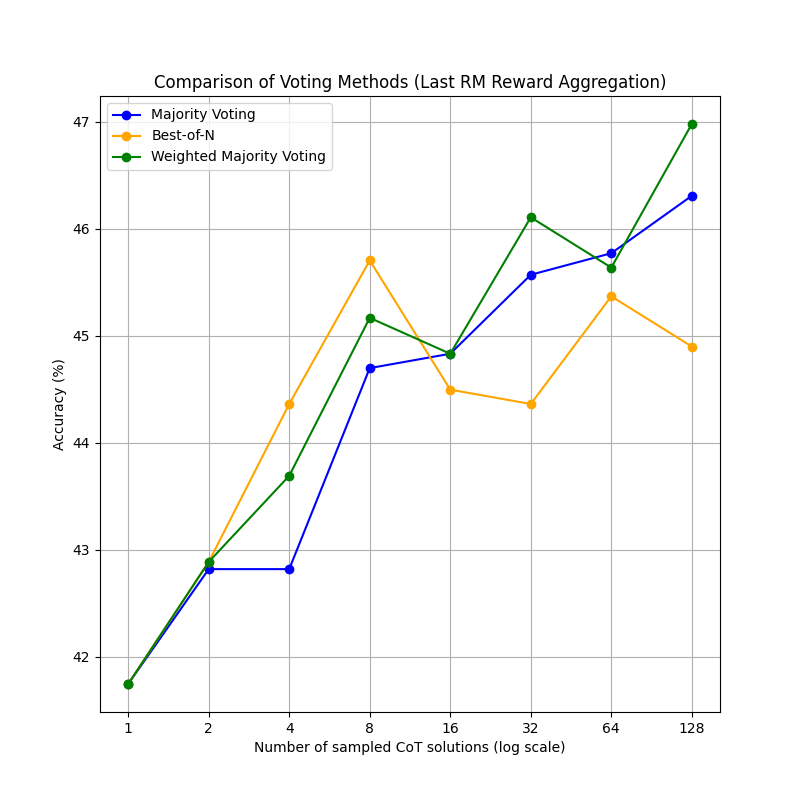 Comparison of Voting Methods (Last RM Reward Aggregation)
Majority Voting
Best-of-N
Weighted Majority Voting
47
46
45
44
43
42
Accuracy (%)
1 2 4 8 16 32 64 128
Number of sampled CoT solutions (log scale)